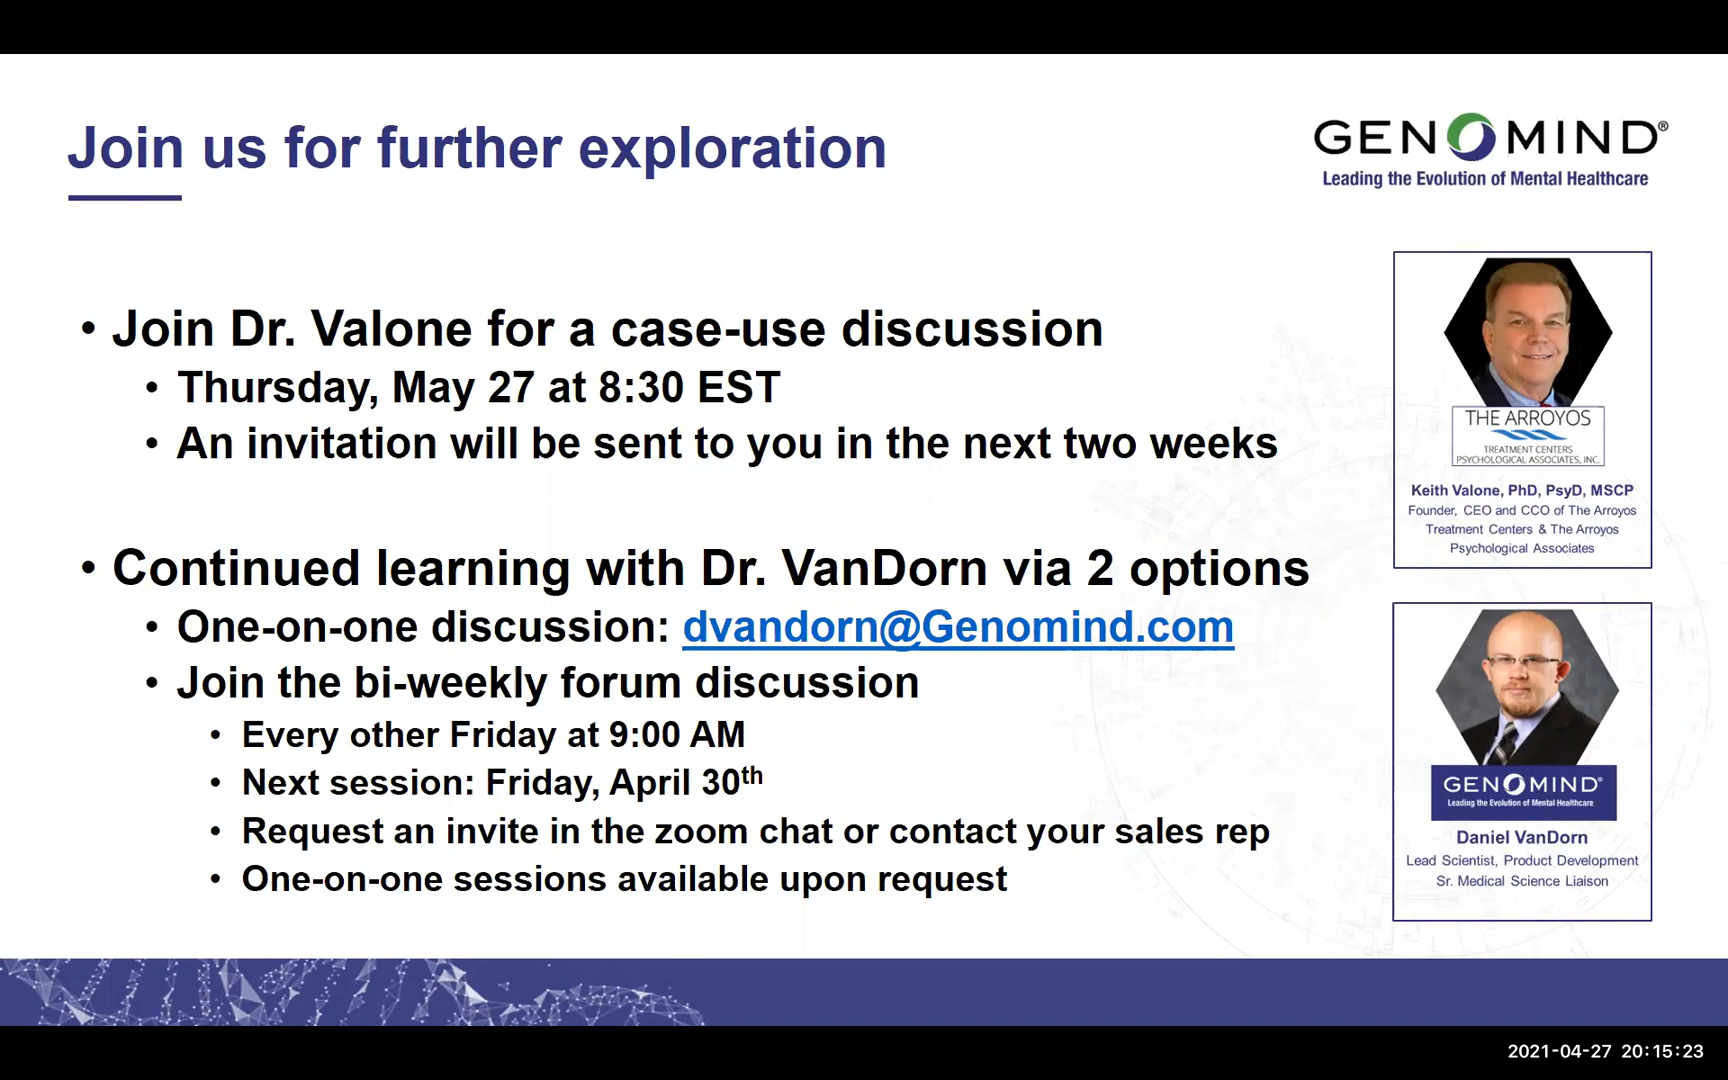 Join us for further exploration
GENOMIND®
Leading the Evolution of Mental Healthcare
• Join Dr. Valone for a case-use discussion
• Thursday, May 27 at 8:30 EST
• An invitation will be sent to you in the next two weeks
• Continued learning with Dr. VanDorn via 2 options
• One-on-one discussion: dvandorn@Genomind.com
• Join the bi-weekly forum discussion
• Every other Friday at 9:00 AM
• Next session: Friday, April 30th
• Request an invite in the zoom chat or contact your sales rep
• One-on-one sessions available upon request
THE ARROYOS
TREATMENT CENTERS
PSYCHOLOGICAL ASSOCIATES, INC.
Keith Valone, PhD, PsyD, MSCP
Founder, CEO and CCO of The Arroyos
Treatment Centers & The Arroyos
Psychological Associates
GENOMIND®
Leading the Evolution of Mental Healthcare
Daniel VanDorn
Lead Scientist, Product Development
Sr. Medical Science Liaison
2021-04-27 20:15:23